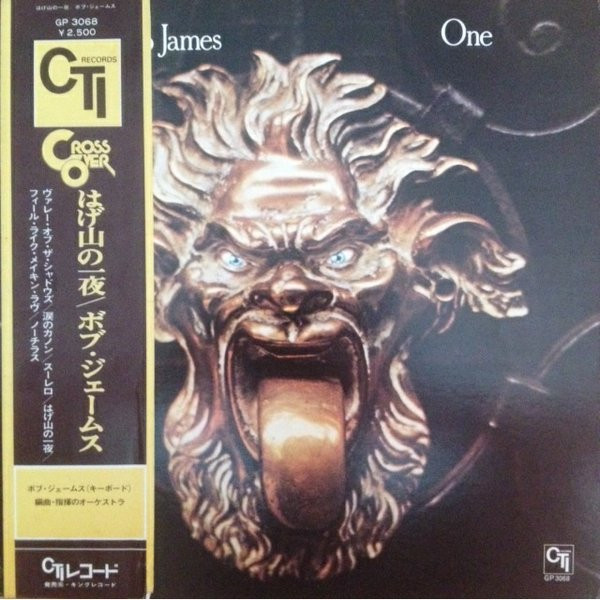 はげ山の一夜 ボブ・ジェームス
GP 3068
¥2,500
RECORDS
CTI
CROSS
OVER
はげ山の一夜/ボブ・ジェームス
ヴァレー・オブ・ザ・シャドウズ/涙のカノン/スーレロ/はげ山の一夜/
フィール・ライク・メイキン・ラヴ/ノーチラス
ボブ・ジェームス(キーボード)
編曲・指揮のオーケストラ
CTIレコード
発売元・キングレコード
James
One
CTI
GP 3068